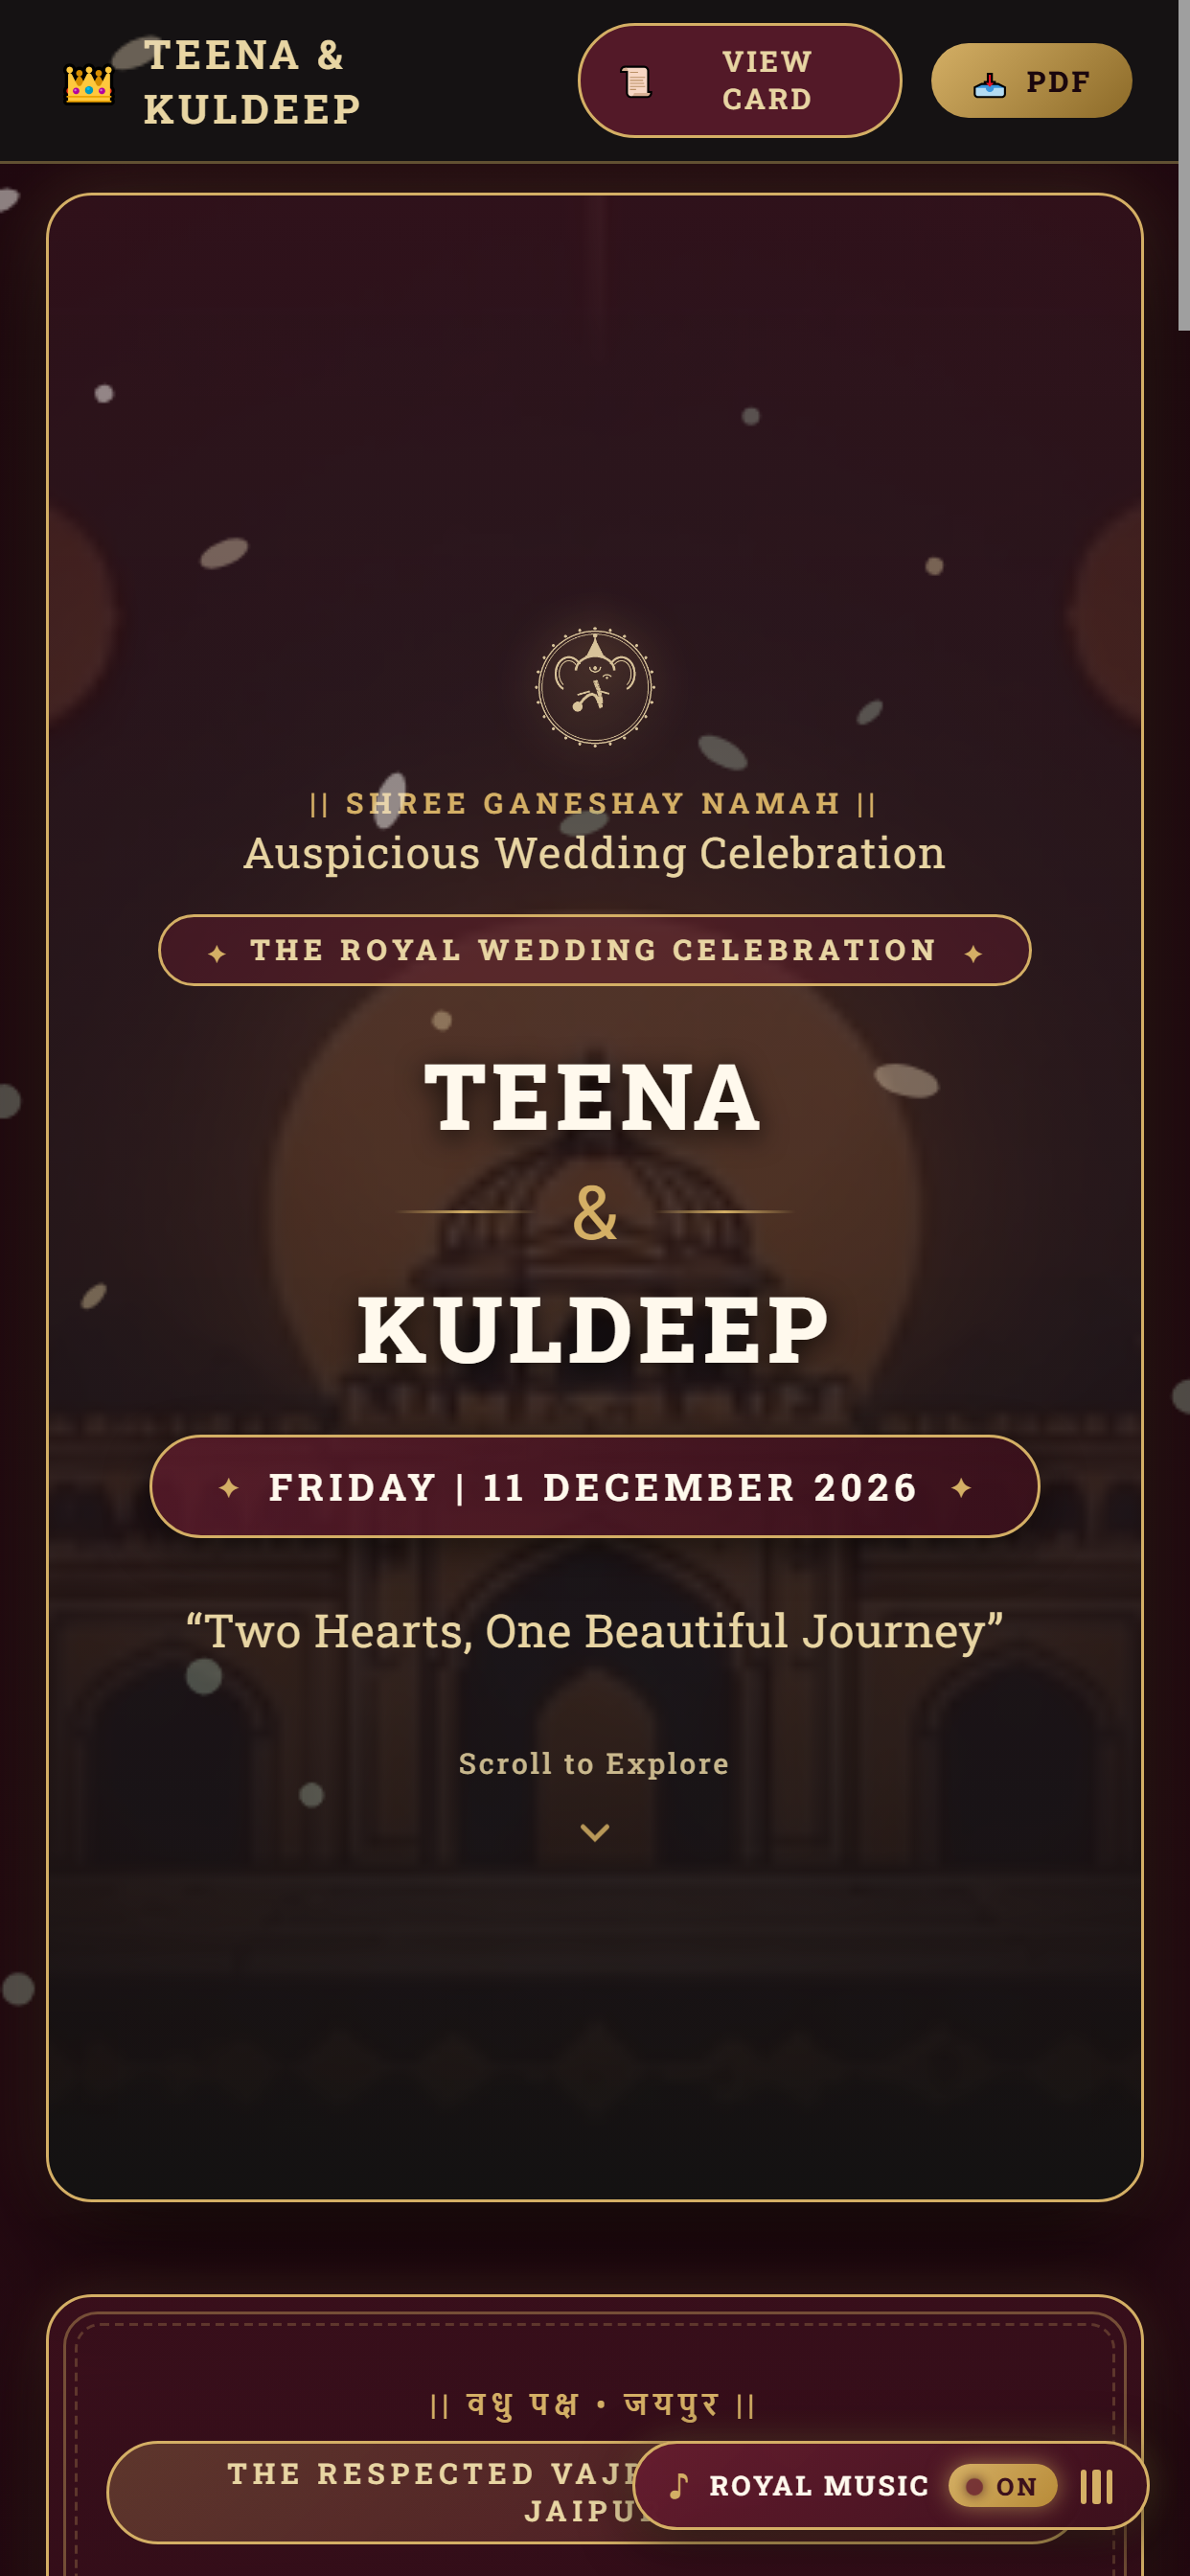 TEENA &
KULDEEP
VIEW
CARD
PDF
|| SHREE GANESHAY NAMAH ||
Auspicious Wedding Celebration
THE ROYAL WEDDING CELEBRATION
TEENA
&
KULDEEP
FRIDAY | 11 DECEMBER 2026
“Two Hearts, One Beautiful Journey”
Scroll to Explore
|| वधु पक्ष • जयपुर ||
THE RESPECTED
ROYAL MUSIC ON